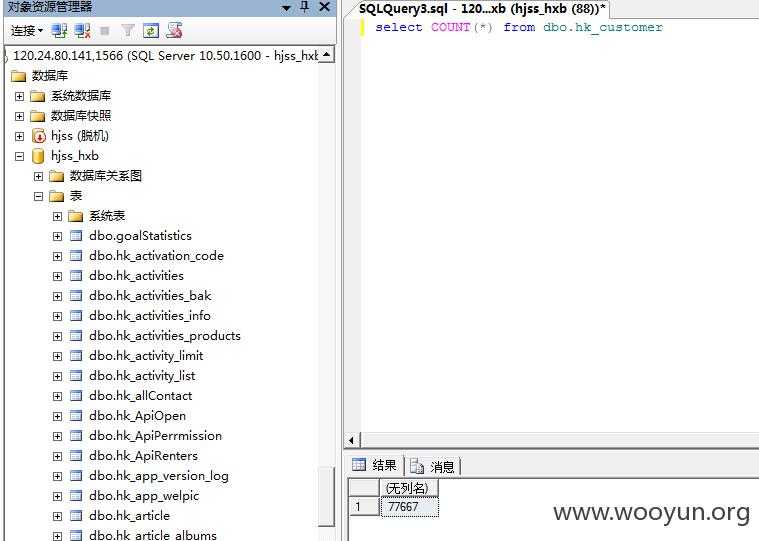 对象资源管理器
连接
120.24.80.141,1566 (SQL Server 10.50.1600 - hjss_hxb
数据库
系统数据库
数据库快照
hjss (脱机)
hjss_hxb
数据库关系图
表
系统表
dbo.goalStatistics
dbo.hk_activation_code
dbo.hk_activities
dbo.hk_activities_bak
dbo.hk_activities_info
dbo.hk_activities_products
dbo.hk_activity_limit
dbo.hk_activity_list
dbo.hk_allContact
dbo.hk_ApiOpen
dbo.hk_ApiPerrmission
dbo.hk_ApiRenters
dbo.hk_app_version_log
dbo.hk_app_welpic
dbo.hk_article
dbo.hk_article_albums
SQLQuery3.sql - 120...xb (hjss_hxb (88))*
select COUNT(*) from dbo.hk_customer
结果 消息
(无列名)
1 77667
www.wooyun.org